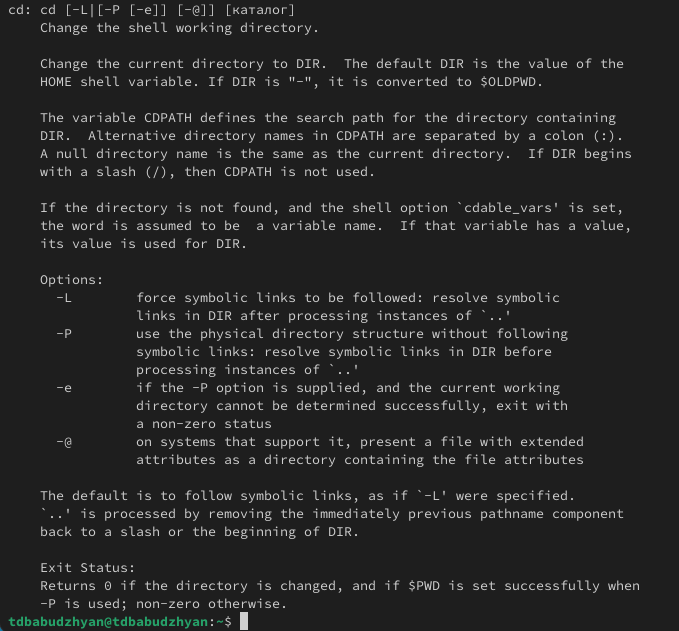 cd: cd [-L|[-P [-e]] [-@]] [каталог]
Change the shell working directory.
Change the current directory to DIR.  The default DIR is the value of the
HOME shell variable. If DIR is "-", it is converted to $OLDPWD.
The variable CDPATH defines the search path for the directory containing
DIR.  Alternative directory names in CDPATH are separated by a colon (:).
A null directory name is the same as the current directory.  If DIR begins
with a slash (/), then CDPATH is not used.
If the directory is not found, and the shell option `cdable_vars' is set,
the word is assumed to be  a variable name.  If that variable has a value,
its value is used for DIR.
Options:
-L        force symbolic links to be followed: resolve symbolic
links in DIR after processing instances of `..'
-P        use the physical directory structure without following
symbolic links: resolve symbolic links in DIR before
processing instances of `..'
-e        if the -P option is supplied, and the current working
directory cannot be determined successfully, exit with
a non-zero status
-@        on systems that support it, present a file with extended
attributes as a directory containing the file attributes
The default is to follow symbolic links, as if `-L' were specified.
`..' is processed by removing the immediately previous pathname component
back to a slash or the beginning of DIR.
Exit Status:
Returns 0 if the directory is changed, and if $PWD is set successfully when
-P is used; non-zero otherwise.
tdbabudzhyan@tdbabudzhyan:~$